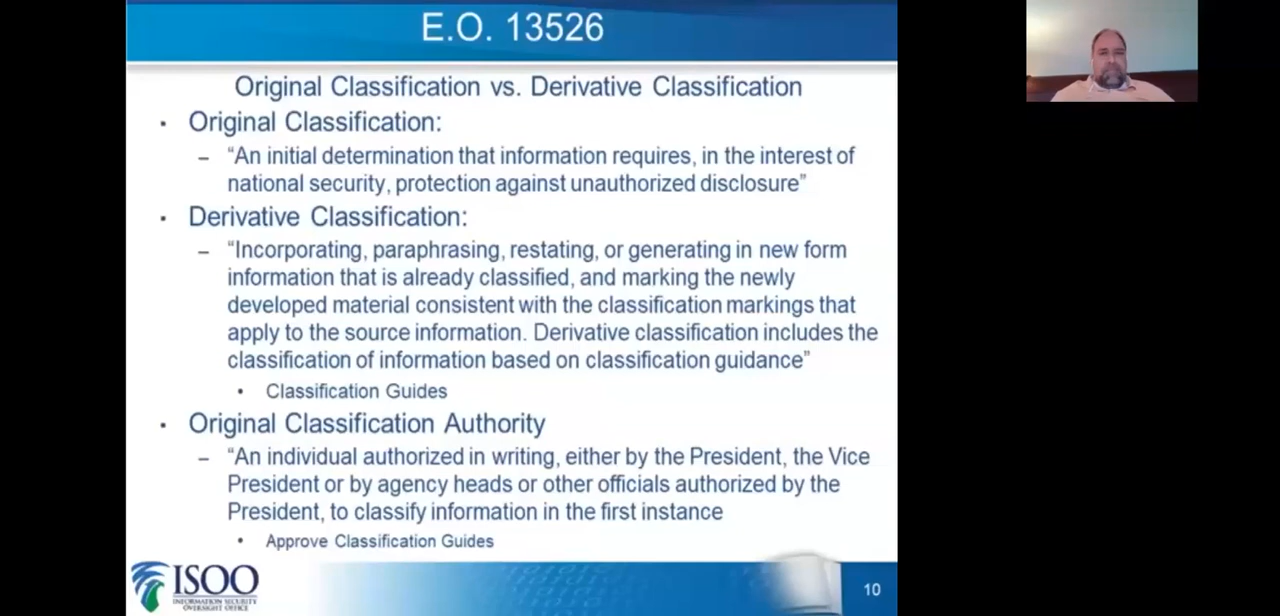 E.O. 13526
Original Classification vs. Derivative Classification
• Original Classification:
– “An initial determination that information requires, in the interest of
national security, protection against unauthorized disclosure”
• Derivative Classification:
– “Incorporating, paraphrasing, restating, or generating in new form
information that is already classified, and marking the newly
developed material consistent with the classification markings that
apply to the source information. Derivative classification includes the
classification of information based on classification guidance”
• Classification Guides
• Original Classification Authority
– “An individual authorized in writing, either by the President, the Vice
President or by agency heads or other officials authorized by the
President, to classify information in the first instance
• Approve Classification Guides
ISOO
INFORMATION SECURITY
OVERSIGHT OFFICE
10